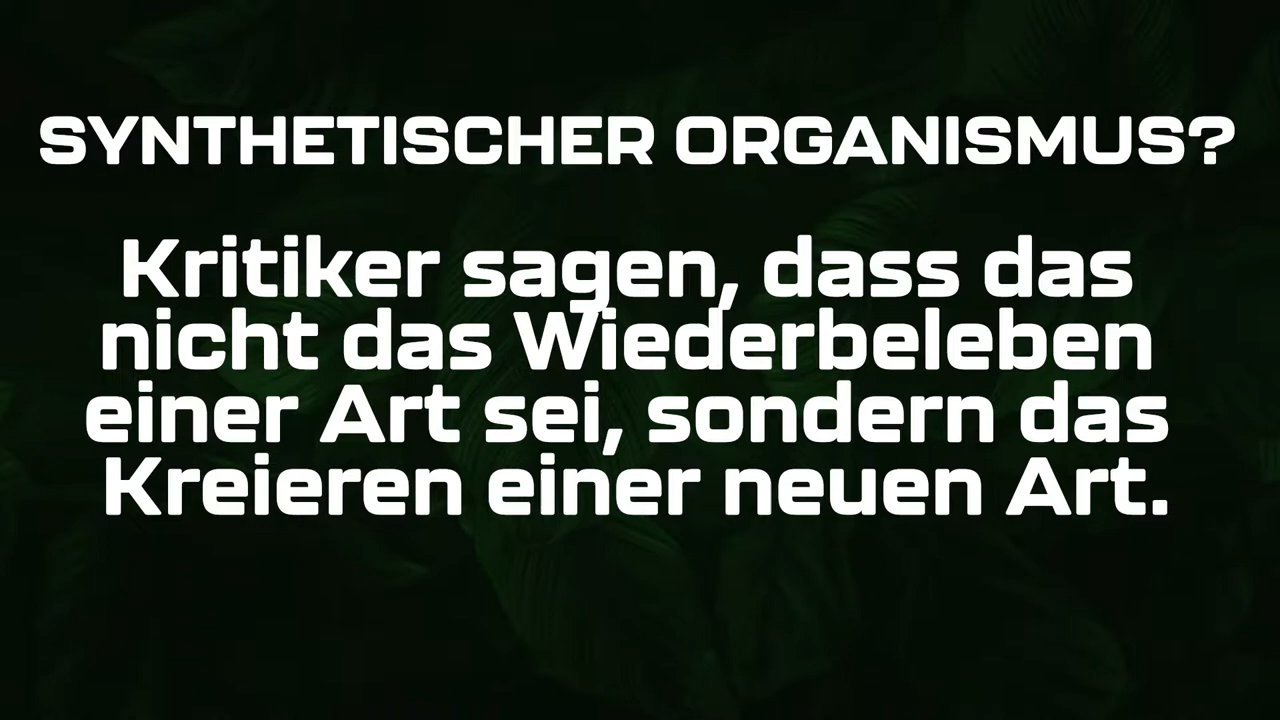 SYNTHETISCHER ORGANISMUS?
Kritiker sagen, dass das
nicht das Wiederbeleben
einer Art sei, sondern das
Kreieren einer neuen Art.